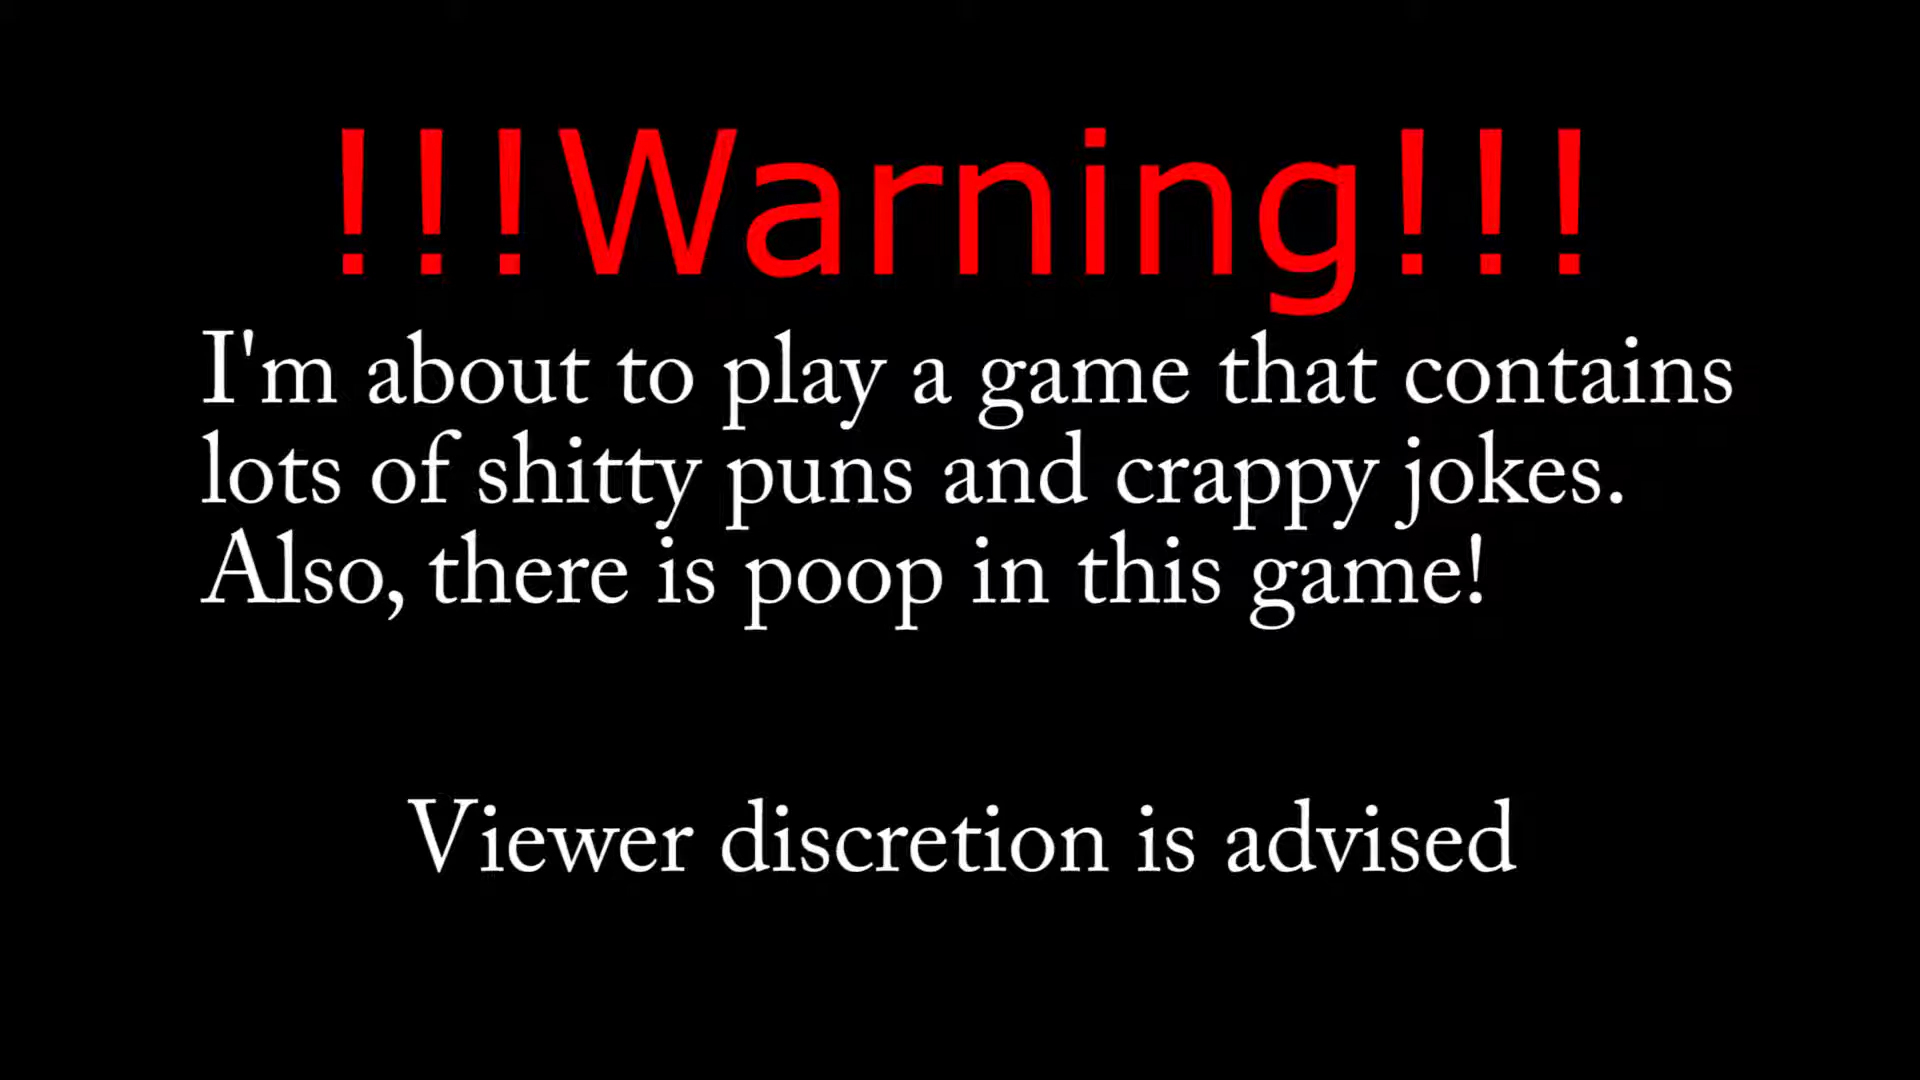 !!!Warning!!!
I'm about to play a game that contains
lots of shitty puns and crappy jokes.
Also, there is poop in this game!
Viewer discretion is advised